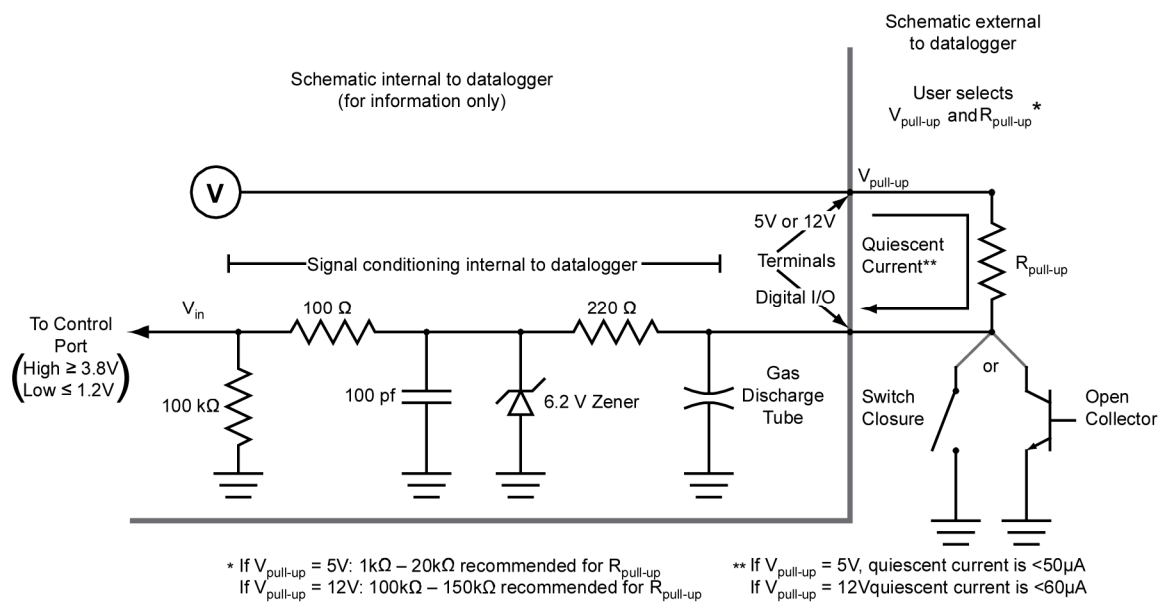 Schematic external
to datalogger
Schematic internal to datalogger
(for information only)
User selects
Vpull-up and Rpull-up*
V
Vpull-up
5V or 12V
Terminals
Digital I/O
Quiescent
Current**
Rpull-up
Signal conditioning internal to datalogger
Vin
100 Ω
220 Ω
To Control
Port
(High ≥ 3.8V
Low ≤ 1.2V)
100 kΩ
100 pf
6.2 V Zener
Gas
Discharge
Tube
or
Switch
Closure
Open
Collector
* If Vpull-up = 5V: 1kΩ – 20kΩ recommended for Rpull-up
If Vpull-up = 12V: 100kΩ – 150kΩ recommended for Rpull-up
** If Vpull-up = 5V, quiescent current is <50µA
If Vpull-up = 12Vquiescent current is <60µA